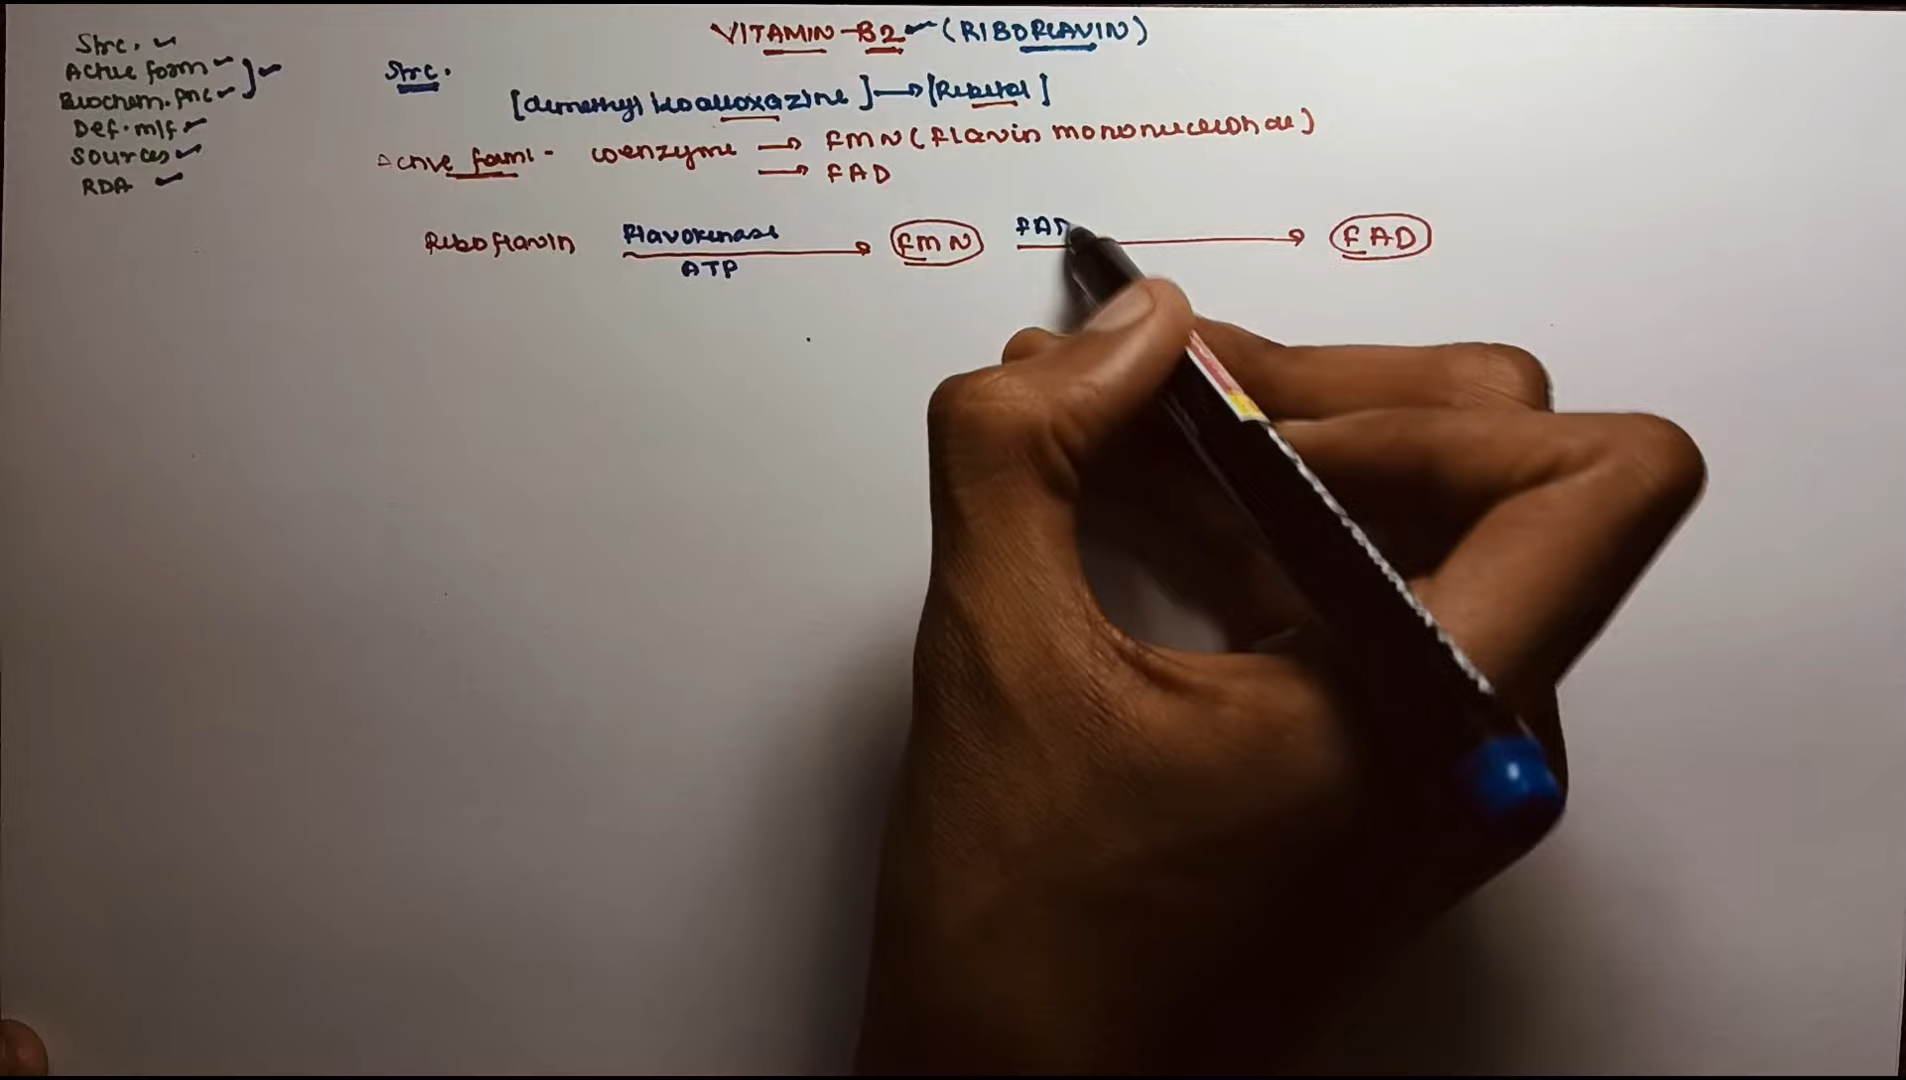 VITAMIN-B2 (RIBOFLAVIN)
Strc.
Active form
Biochem. fnc
Def. m/f
Sources
RDA
Strc.
[dimethyl isoalloxazine] → [Ribitol]
Active form:- coenzyme → FMN (Flavin mononucleotide)
→ FAD
Riboflavin Flavokinase FMN FAD FAD
ATP